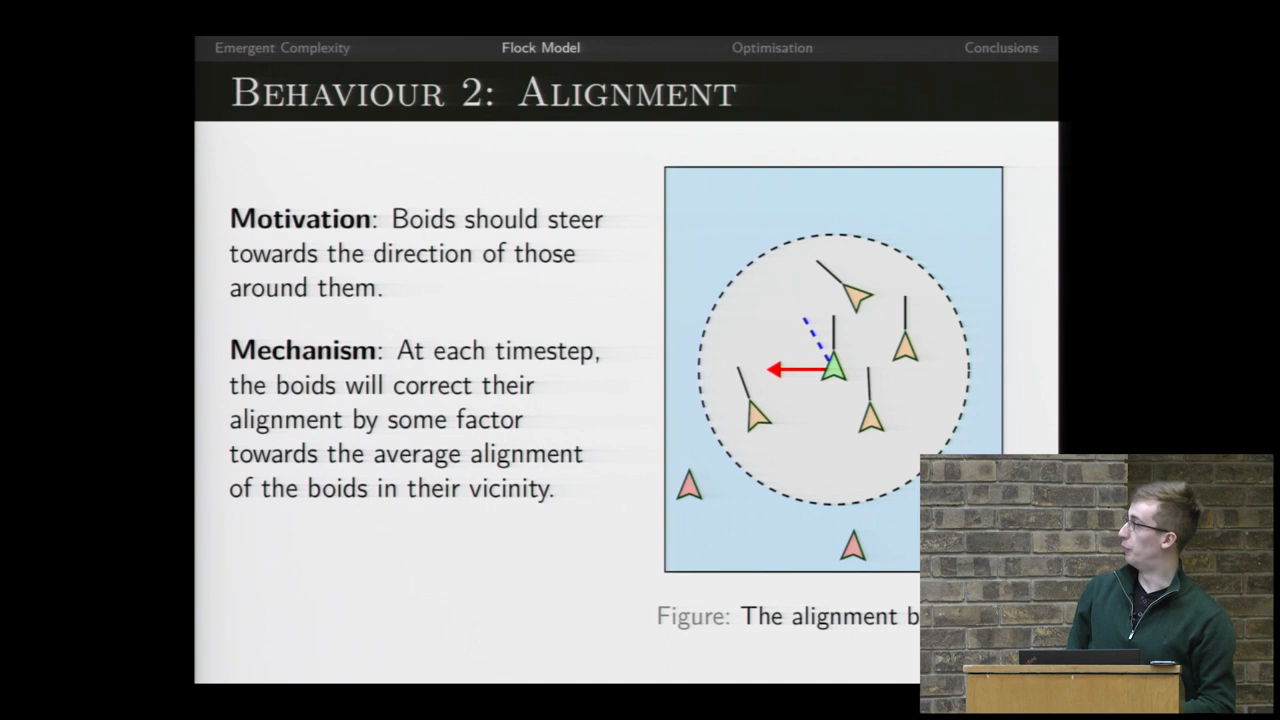 Emergent Complexity Flock Model Optimisation Conclusions
Behaviour 2: Alignment
Motivation: Boids should steer
towards the direction of those
around them.
Mechanism: At each timestep,
the boids will correct their
alignment by some factor
towards the average alignment
of the boids in their vicinity.
Figure: The alignment b